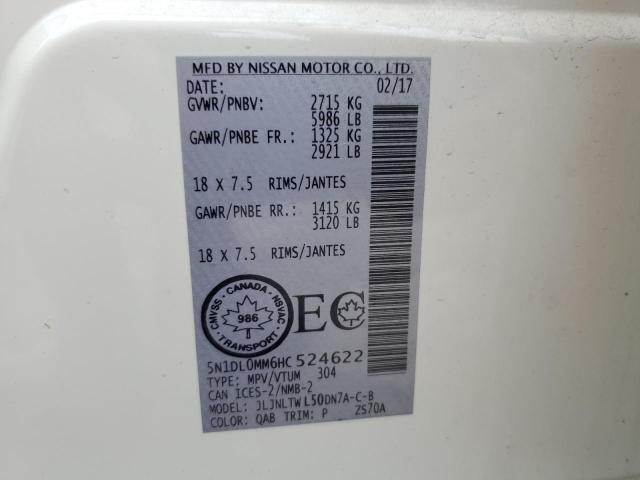 MFD BY NISSAN MOTOR CO., LTD.
DATE: 02/17
GVWR/PNBV: 2715 KG
5986 LB
GAWR/PNBE FR.: 1325 KG
2921 LB
18 X 7.5 RIMS/JANTES
GAWR/PNBE RR.: 1415 KG
3120 LB
18 X 7.5 RIMS/JANTES
CMVSS · CANADA · NSVAC
986
TRANSPORT
EC
5N1DL0MM6HC 524622
TYPE: MPV/VTUM 304
CAN ICES-2/NMB-2
MODEL: JLJNLTW L50DN7A-C-B
COLOR: QAB TRIM: P ZS70A